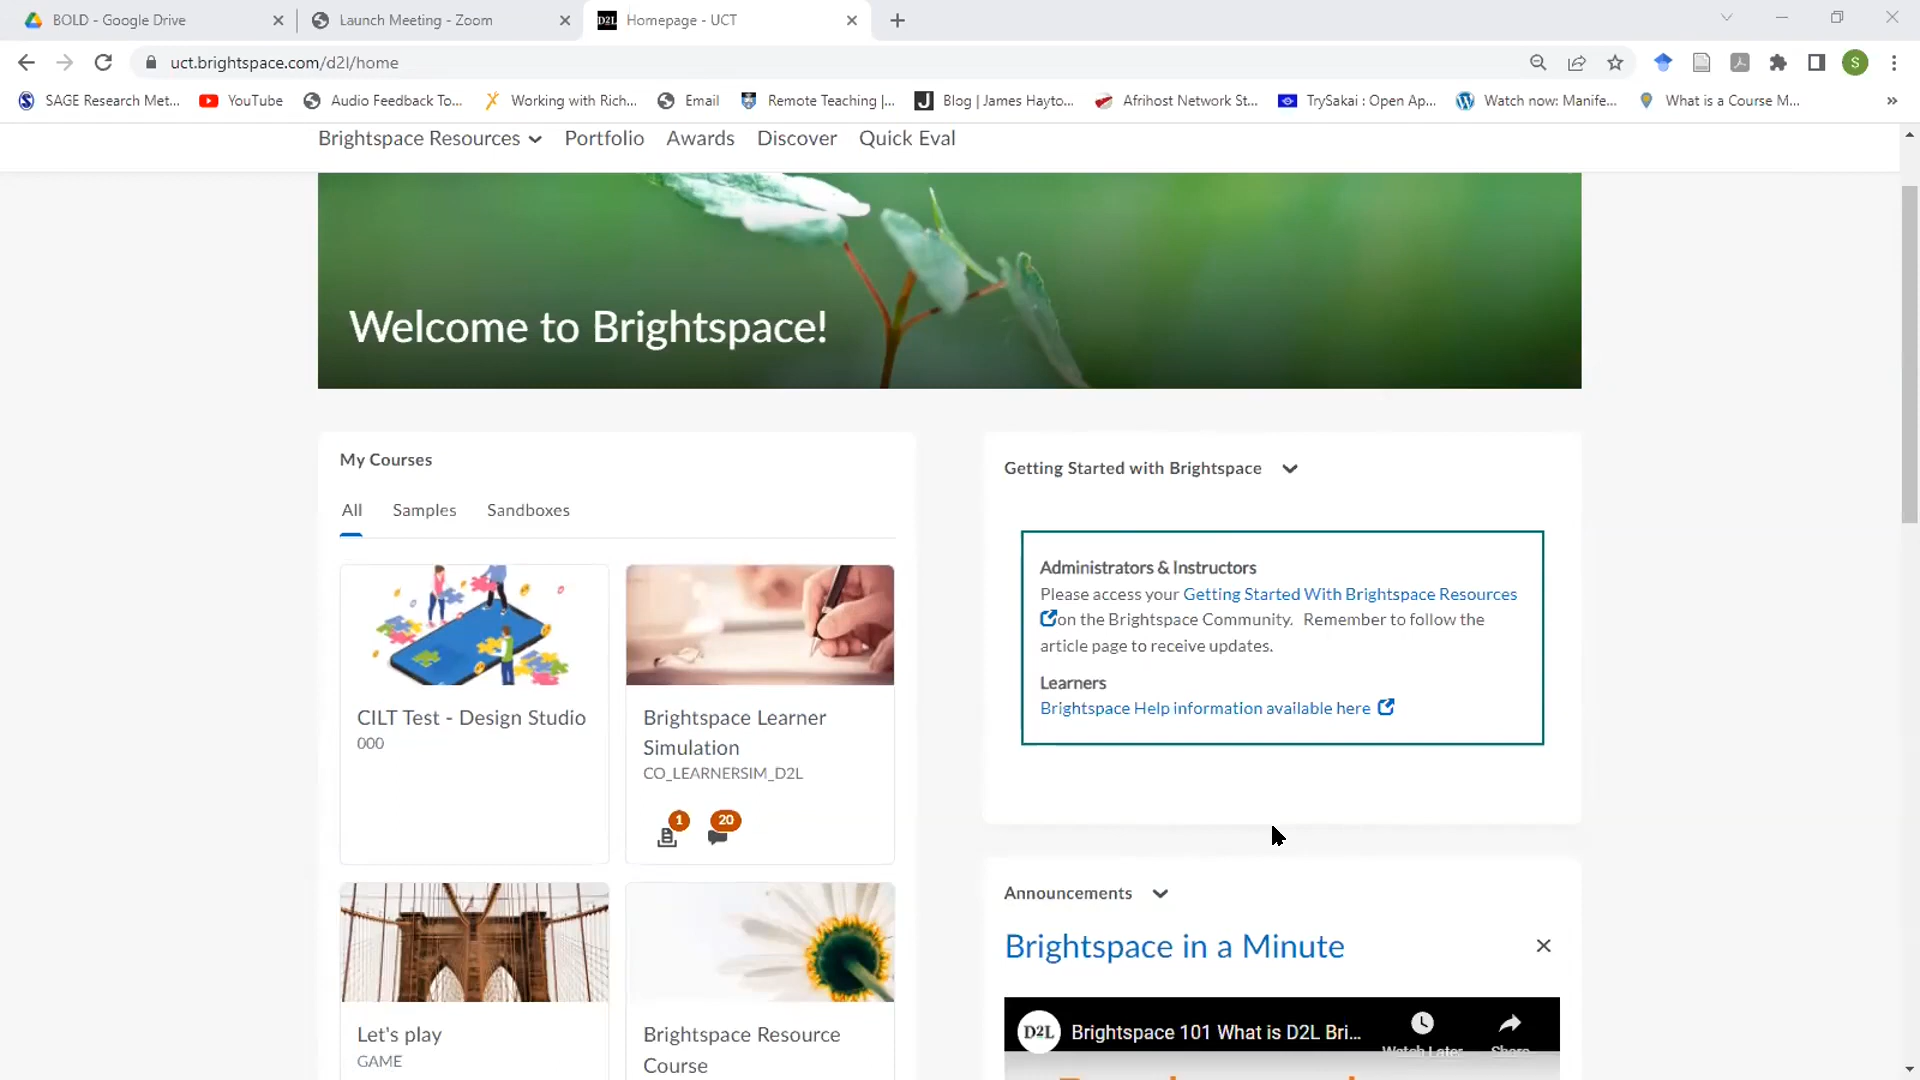 BOLD - Google Drive
Launch Meeting - Zoom
D2L Homepage - UCT
uct.brightspace.com/d2l/home
S
SAGE Research Met...
YouTube
Audio Feedback To...
Working with Rich...
Email
Remote Teaching |...
Blog | James Hayto...
Afrihost Network St...
TrySakai : Open Ap...
Watch now: Manife...
What is a Course M...
»
Brightspace Resources
Portfolio
Awards
Discover
Quick Eval
Welcome to Brightspace!
My Courses
All
Samples
Sandboxes
CILT Test - Design Studio
000
Brightspace Learner
Simulation
CO_LEARNERSIM_D2L
1
20
Let's play
GAME
Brightspace Resource
Course
Getting Started with Brightspace
Administrators & Instructors
Please access your Getting Started With Brightspace Resources
on the Brightspace Community. Remember to follow the
article page to receive updates.
Learners
Brightspace Help information available here
Announcements
Brightspace in a Minute
D2L Brightspace 101 What is D2L Bri...
Watch Later
Share